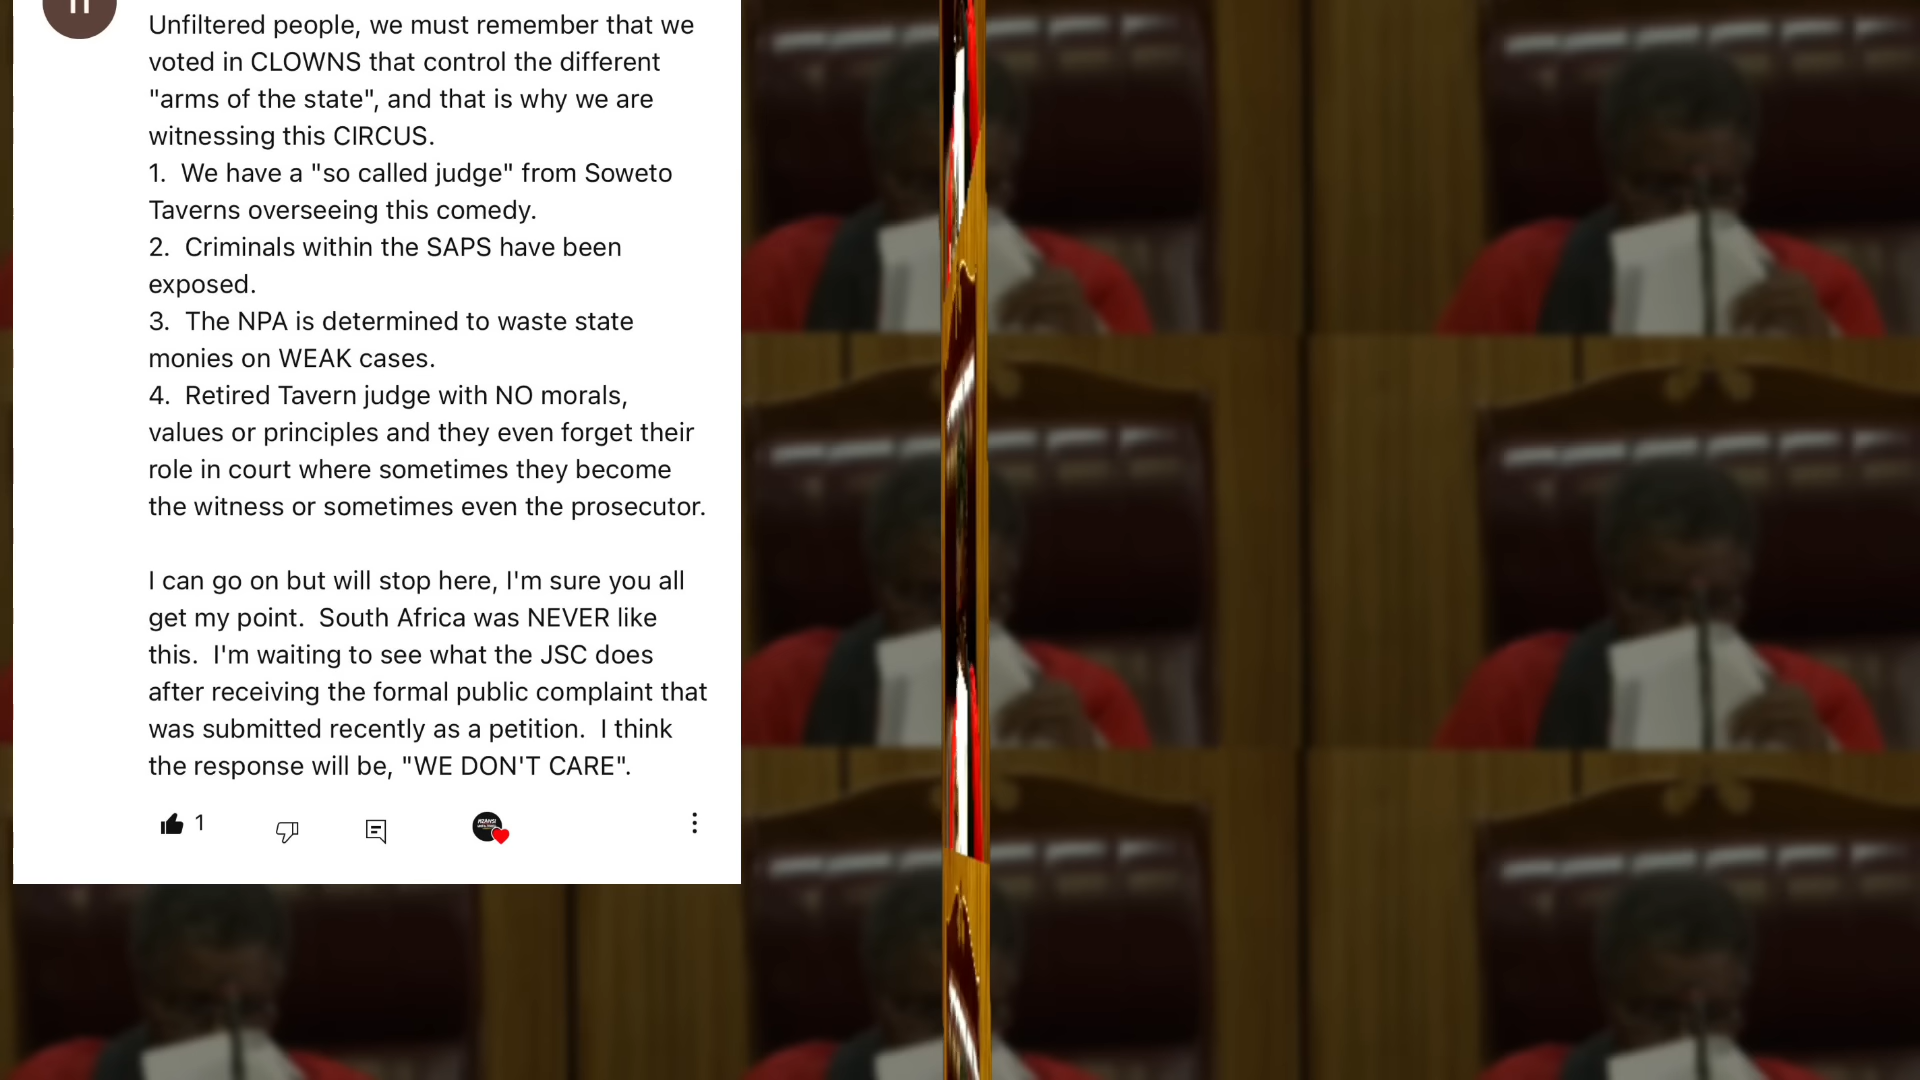 Unfiltered people, we must remember that we
voted in CLOWNS that control the different
"arms of the state", and that is why we are
witnessing this CIRCUS.
1.  We have a "so called judge" from Soweto
Taverns overseeing this comedy.
2.  Criminals within the SAPS have been
exposed.
3.  The NPA is determined to waste state
monies on WEAK cases.
4.  Retired Tavern judge with NO morals,
values or principles and they even forget their
role in court where sometimes they become
the witness or sometimes even the prosecutor.
I can go on but will stop here, I'm sure you all
get my point.  South Africa was NEVER like
this.  I'm waiting to see what the JSC does
after receiving the formal public complaint that
was submitted recently as a petition.  I think
the response will be, "WE DON'T CARE".
1